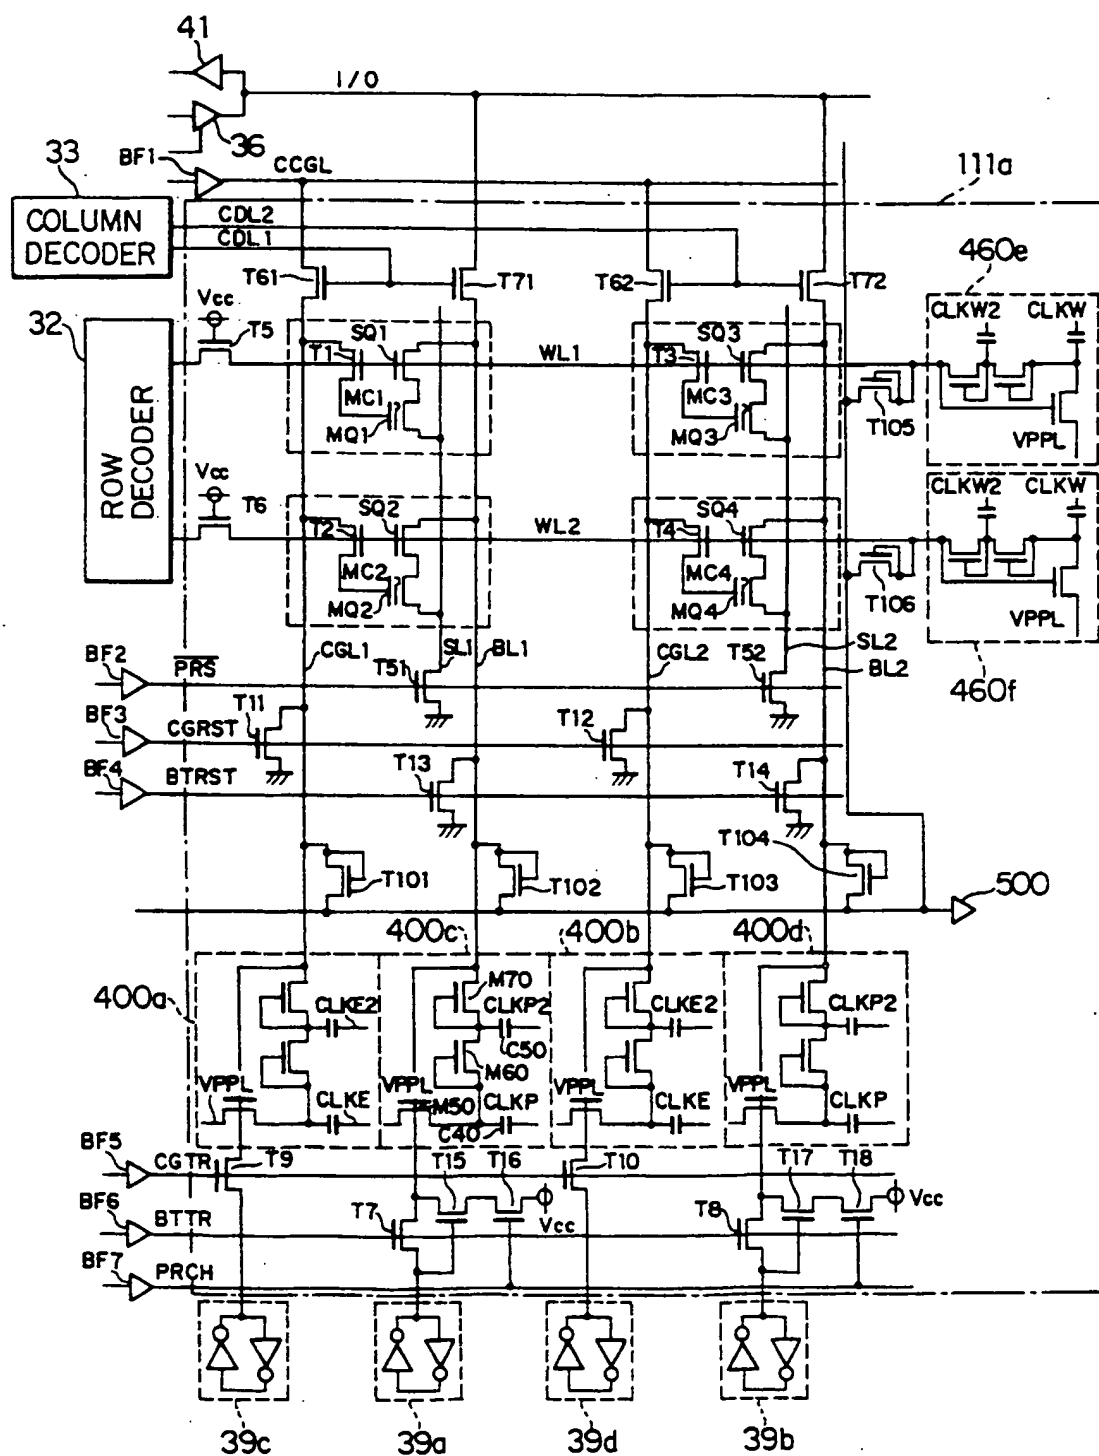 41
I/O
36
BF1
CCGL
33
111a
COLUMN
DECODER
CDL2
CDL1
460e
T61
T71
T62
T72
CLKW2
CLKW
Vcc
T5
32
SQ1
SQ3
T1
WL1
T3
MC1
MC3
MQ1
MQ3
T105
VPPL
ROW
DECODER
Vcc
T6
SQ2
SQ4
CLKW2
CLKW
T2
WL2
T4
MC2
MC4
MQ2
MQ4
T106
VPPL
460f
CGL1
SL1
BL1
CGL2
SL2
BL2
BF2
PRS
T51
T52
BF3
CGRST
T11
T12
BF4
BTRST
T13
T14
T104
T101
T102
T103
500
400c
400b
400d
400a
CLKE2
M70
CLKP2
CLKE2
CLKP2
C50
M60
VPPL
CLKE
VPPL
M50
CLKP
VPPL
CLKE
VPPL
CLKP
C40
BF5
CGTR
T9
T15
T16
T10
T17
T18
Vcc
Vcc
BF6
BTTR
T7
T8
BF7
PRCH
39c
39a
39d
39b